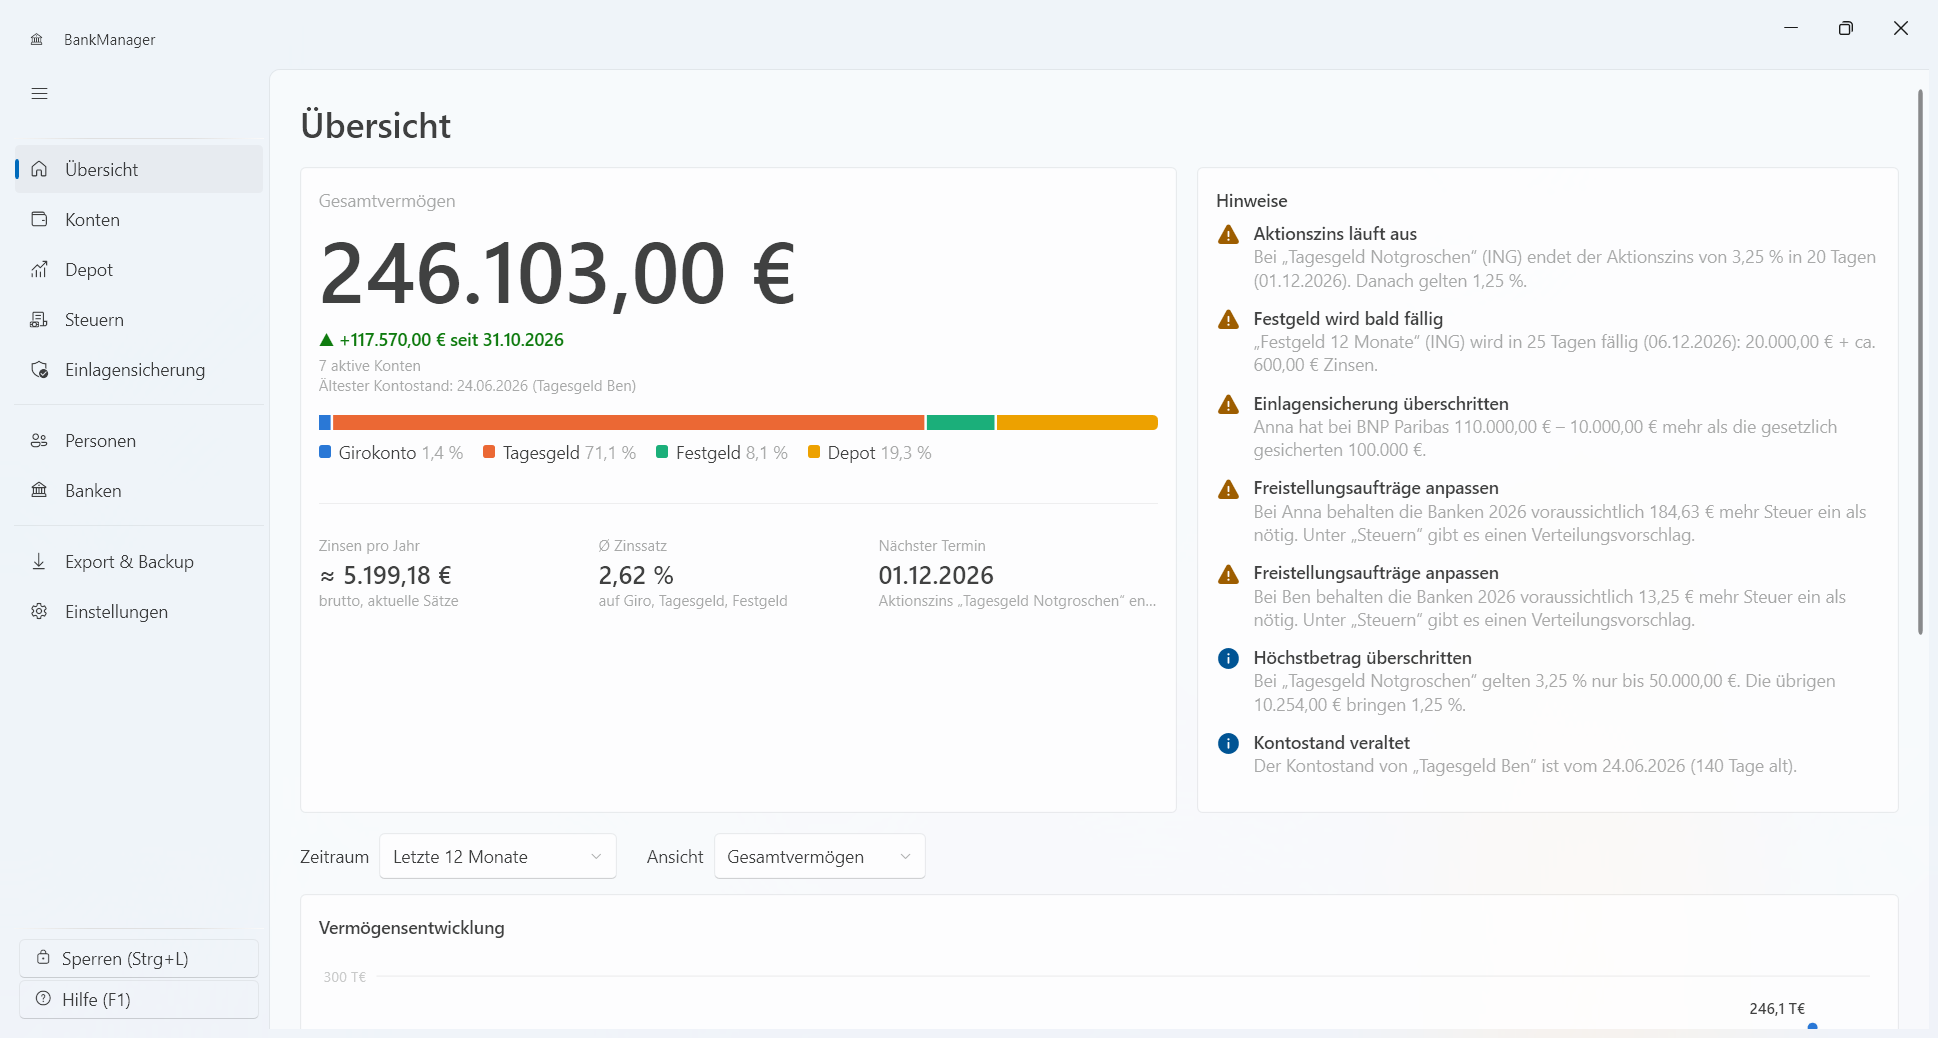 BankManager
Übersicht
Konten
Depot
Steuern
Einlagensicherung
Personen
Banken
Export & Backup
Einstellungen
Sperren (Strg+L)
Hilfe (F1)
Übersicht
Gesamtvermögen
246.103,00 €
▲ +117.570,00 € seit 31.10.2026
7 aktive Konten
Ältester Kontostand: 24.06.2026 (Tagesgeld Ben)
Girokonto 1,4 % Tagesgeld 71,1 % Festgeld 8,1 % Depot 19,3 %
Zinsen pro Jahr
≈ 5.199,18 €
brutto, aktuelle Sätze
Ø Zinssatz
2,62 %
auf Giro, Tagesgeld, Festgeld
Nächster Termin
01.12.2026
Aktionszins „Tagesgeld Notgroschen“ en...
Hinweise
Aktionszins läuft aus
Bei „Tagesgeld Notgroschen“ (ING) endet der Aktionszins von 3,25 % in 20 Tagen
(01.12.2026). Danach gelten 1,25 %.
Festgeld wird bald fällig
„Festgeld 12 Monate“ (ING) wird in 25 Tagen fällig (06.12.2026): 20.000,00 € + ca.
600,00 € Zinsen.
Einlagensicherung überschritten
Anna hat bei BNP Paribas 110.000,00 € – 10.000,00 € mehr als die gesetzlich
gesicherten 100.000 €.
Freistellungsaufträge anpassen
Bei Anna behalten die Banken 2026 voraussichtlich 184,63 € mehr Steuer ein als
nötig. Unter „Steuern“ gibt es einen Verteilungsvorschlag.
Freistellungsaufträge anpassen
Bei Ben behalten die Banken 2026 voraussichtlich 13,25 € mehr Steuer ein als
nötig. Unter „Steuern“ gibt es einen Verteilungsvorschlag.
Höchstbetrag überschritten
Bei „Tagesgeld Notgroschen“ gelten 3,25 % nur bis 50.000,00 €. Die übrigen
10.254,00 € bringen 1,25 %.
Kontostand veraltet
Der Kontostand von „Tagesgeld Ben“ ist vom 24.06.2026 (140 Tage alt).
Zeitraum Letzte 12 Monate Ansicht Gesamtvermögen
Vermögensentwicklung
300 T€
246,1 T€